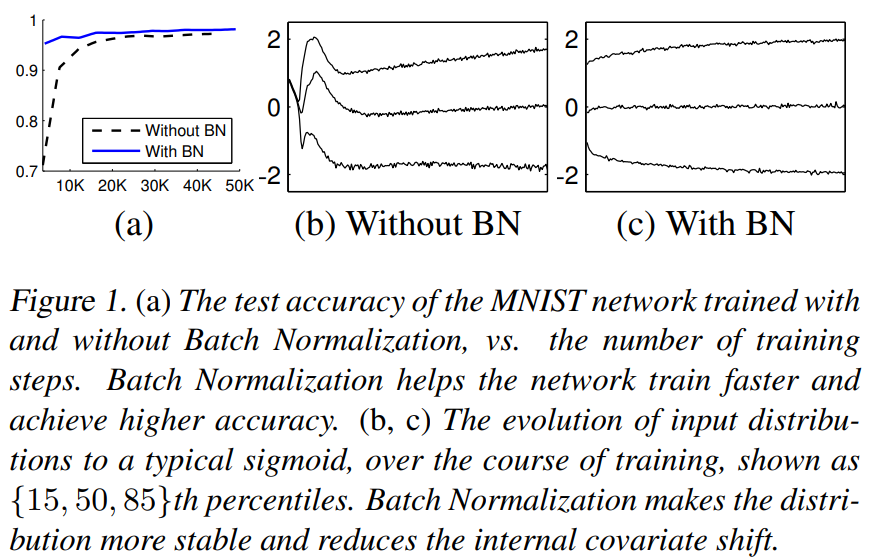 1
0.9
0.8
0.7
10K 20K 30K 40K 50K
Without BN
With BN
2
0
-2
2
0
-2
(a)
(b) Without BN
(c) With BN
Figure 1. (a) The test accuracy of the MNIST network trained with
and without Batch Normalization, vs. the number of training
steps. Batch Normalization helps the network train faster and
achieve higher accuracy. (b, c) The evolution of input distribu-
tions to a typical sigmoid, over the course of training, shown as
{15, 50, 85}th percentiles. Batch Normalization makes the distri-
bution more stable and reduces the internal covariate shift.